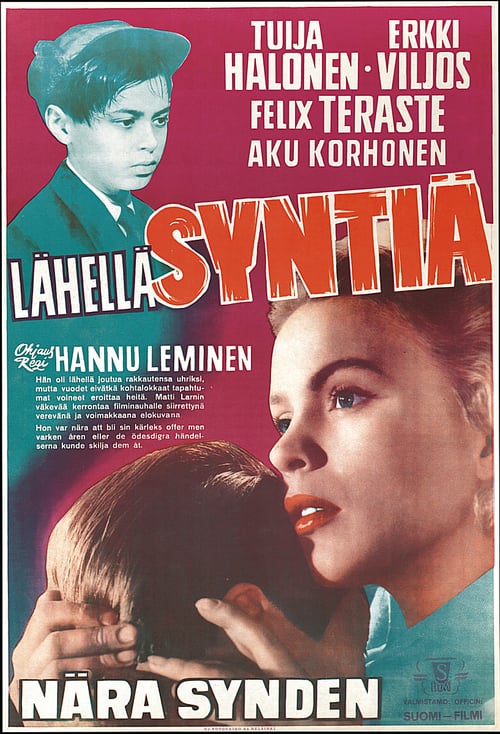 TUIJA ERKKI
HALONEN · VILJOS
FELIX TERASTE
AKU KORHONEN
LÄHELLÄ SYNTIÄ
Ohjaus
Regi HANNU LEMINEN
Hän oli lähellä joutua rakkautensa uhriksi,
mutta vuodet eivätkä kohtalokkaat tapahtu-
mat voineet eroittaa heitä. Matti Larnin
väkevää kerrontaa filminauhalle siirrettynä
verevänä ja voimakkaana elokuvana
Hon var nära att bli sin kärleks offer men
varken åren eller de ödesdigra händel-
serna kunde skilja dem åt.
NÄRA SYNDEN
VALMISTAMO: OFFICIN:
SUOMI—FILMI